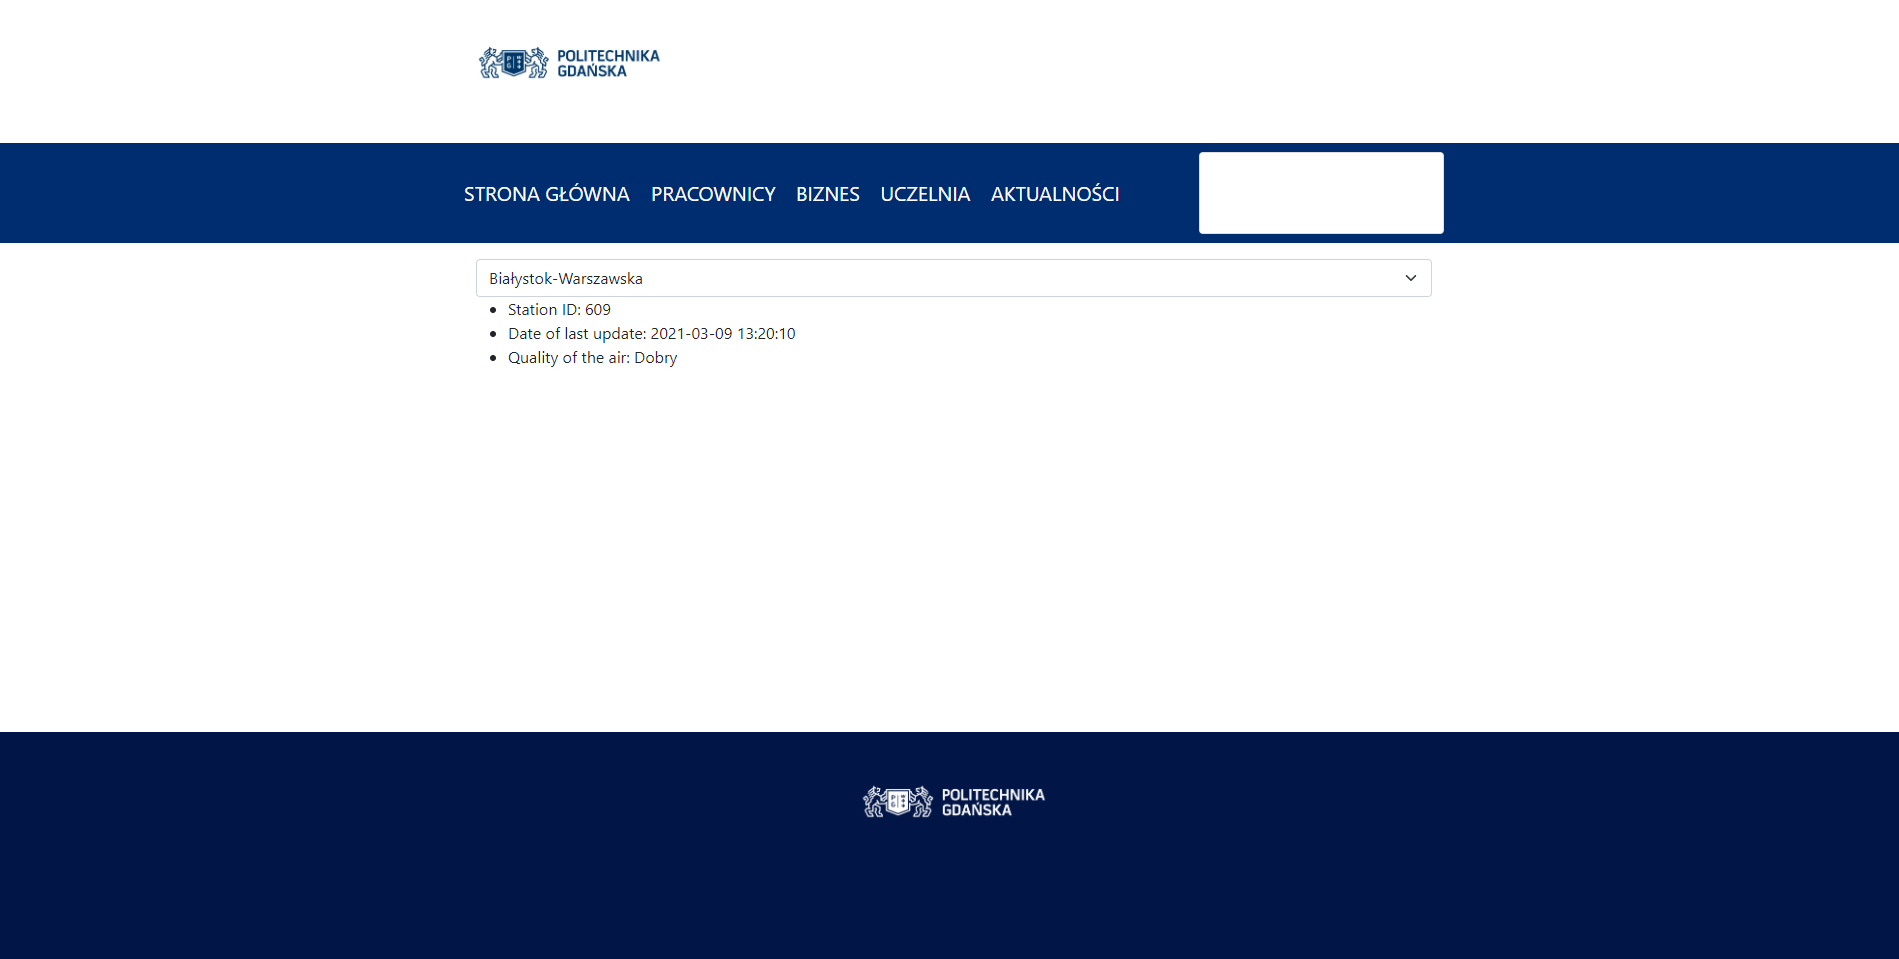 POLITECHNIKA
GDAŃSKA
STRONA GŁÓWNA PRACOWNICY BIZNES UCZELNIA AKTUALNOŚCI
Białystok-Warszawska
Station ID: 609
Date of last update: 2021-03-09 13:20:10
Quality of the air: Dobry
POLITECHNIKA
GDAŃSKA